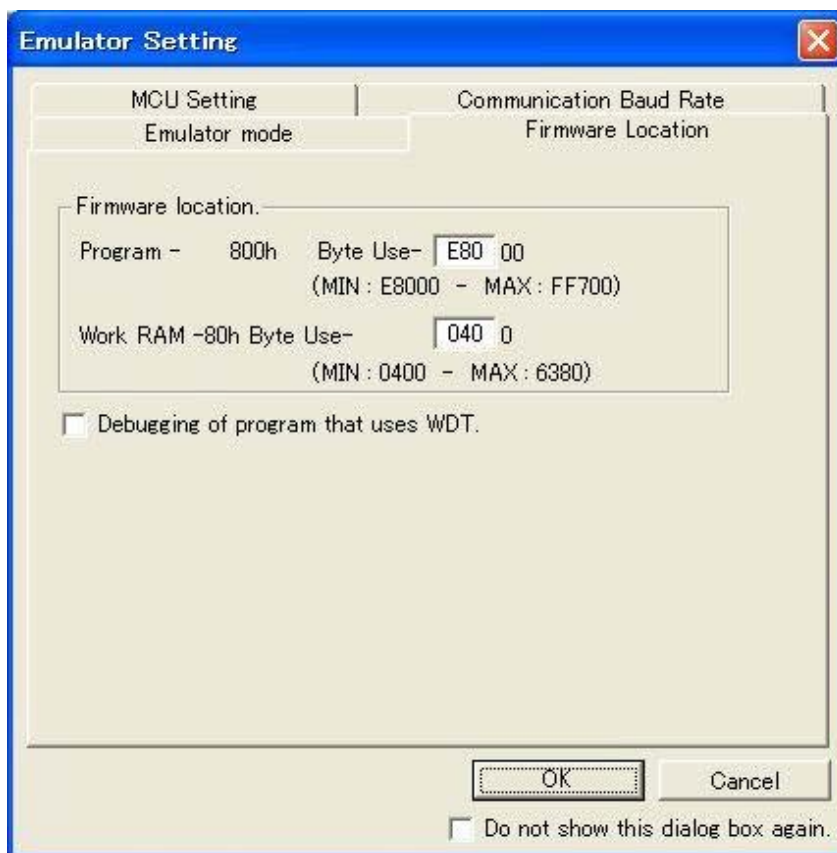 Emulator Setting
MCU Setting
Communication Baud Rate
Emulator mode
Firmware Location
Firmware location.
Program - 800h Byte Use- E80 00
(MIN : E8000 - MAX : FF700)
Work RAM -80h Byte Use- 040 0
(MIN : 0400 - MAX : 6380)
Debugging of program that uses WDT.
OK
Cancel
Do not show this dialog box again.